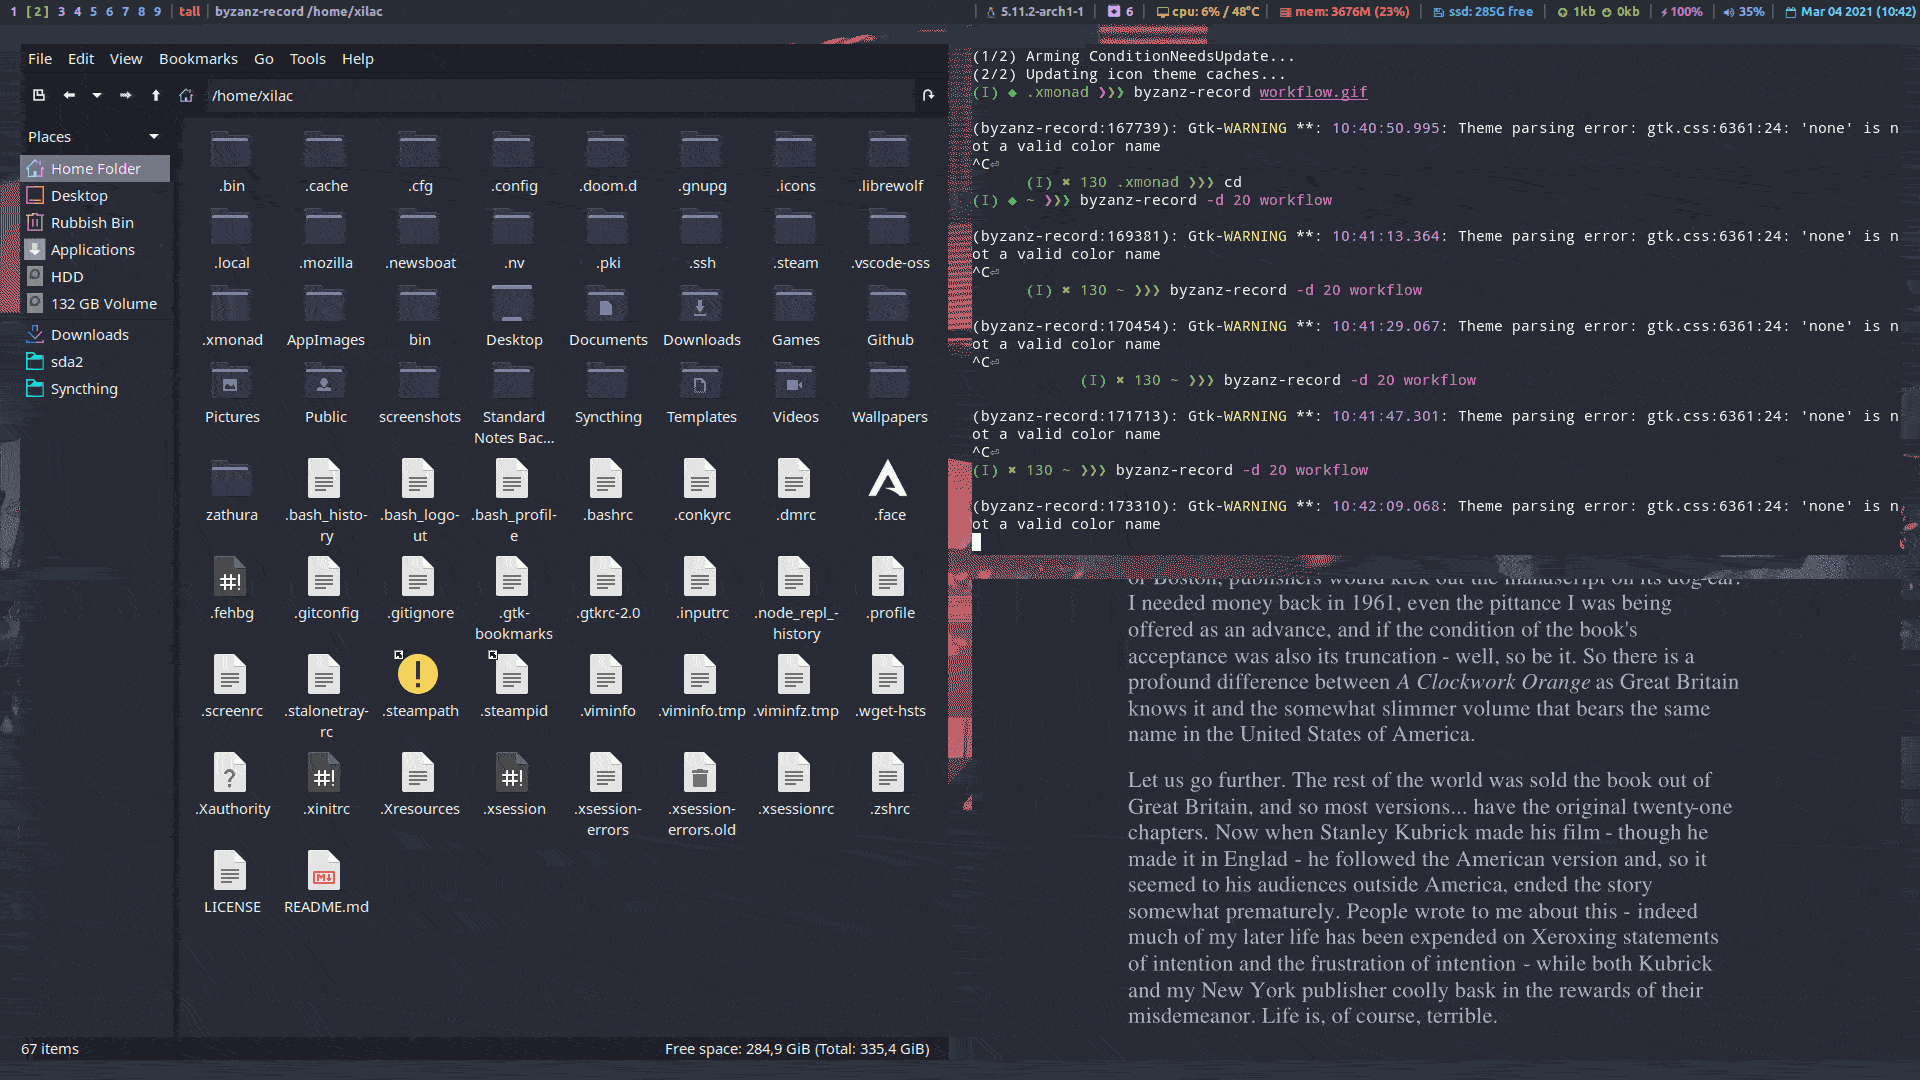 1 [2] 3 4 5 6 7 8 9 | tall | byzanz-record /home/xilac
| 5.11.2-arch1-1 | 6 | cpu: 6% / 48°C | mem: 3676M (23%) | ssd: 285G free | 1kb 0kb | 100% | 35% | Mar 04 2021 (10:42)
File Edit View Bookmarks Go Tools Help
/home/xilac
Places
Home Folder
Desktop
Rubbish Bin
Applications
HDD
132 GB Volume
Downloads
sda2
Syncthing
.bin .cache .cfg .config .doom.d .gnupg .icons .librewolf
.local .mozilla .newsboat .nv .pki .ssh .steam .vscode-oss
.xmonad AppImages bin Desktop Documents Downloads Games Github
Pictures Public screenshots Standard Syncthing Templates Videos Wallpapers
Notes Bac...
zathura .bash_histo- .bash_logo- .bash_profil- .bashrc .conkyrc .dmrc .face
ry ut e
#!
.fehbg .gitconfig .gitignore .gtk- .gtkrc-2.0 .inputrc .node_repl_- .profile
bookmarks history
.screenrc .stalonetray- .steampath .steampid .viminfo .viminfo.tmp .viminfz.tmp .wget-hsts
rc
? #! #!
.Xauthority .xinitrc .Xresources .xsession .xsession- .xsession- .xsessionrc .zshrc
errors errors.old
M↓
LICENSE README.md
67 items
Free space: 284,9 GiB (Total: 335,4 GiB)
(1/2) Arming ConditionNeedsUpdate...
(2/2) Updating icon theme caches...
(I) ◆ .xmonad ❯❯❯ byzanz-record workflow.gif
(byzanz-record:167739): Gtk-WARNING **: 10:40:50.995: Theme parsing error: gtk.css:6361:24: 'none' is n
ot a valid color name
^C⏎
(I) ✖ 130 .xmonad ❯❯❯ cd
(I) ◆ ~ ❯❯❯ byzanz-record -d 20 workflow
(byzanz-record:169381): Gtk-WARNING **: 10:41:13.364: Theme parsing error: gtk.css:6361:24: 'none' is n
ot a valid color name
^C⏎
(I) ✖ 130 ~ ❯❯❯ byzanz-record -d 20 workflow
(byzanz-record:170454): Gtk-WARNING **: 10:41:29.067: Theme parsing error: gtk.css:6361:24: 'none' is n
ot a valid color name
^C⏎
(I) ✖ 130 ~ ❯❯❯ byzanz-record -d 20 workflow
(byzanz-record:171713): Gtk-WARNING **: 10:41:47.301: Theme parsing error: gtk.css:6361:24: 'none' is n
ot a valid color name
^C⏎
(I) ✖ 130 ~ ❯❯❯ byzanz-record -d 20 workflow
(byzanz-record:173310): Gtk-WARNING **: 10:42:09.068: Theme parsing error: gtk.css:6361:24: 'none' is n
ot a valid color name
of Boston, publishers would kick out the manuscript on its dog-ear.
I needed money back in 1961, even the pittance I was being
offered as an advance, and if the condition of the book's
acceptance was also its truncation - well, so be it. So there is a
profound difference between A Clockwork Orange as Great Britain
knows it and the somewhat slimmer volume that bears the same
name in the United States of America.
Let us go further. The rest of the world was sold the book out of
Great Britain, and so most versions... have the original twenty-one
chapters. Now when Stanley Kubrick made his film - though he
made it in Englad - he followed the American version and, so it
seemed to his audiences outside America, ended the story
somewhat prematurely. People wrote to me about this - indeed
much of my later life has been expended on Xeroxing statements
of intention and the frustration of intention - while both Kubrick
and my New York publisher coolly bask in the rewards of their
misdemeanor. Life is, of course, terrible.